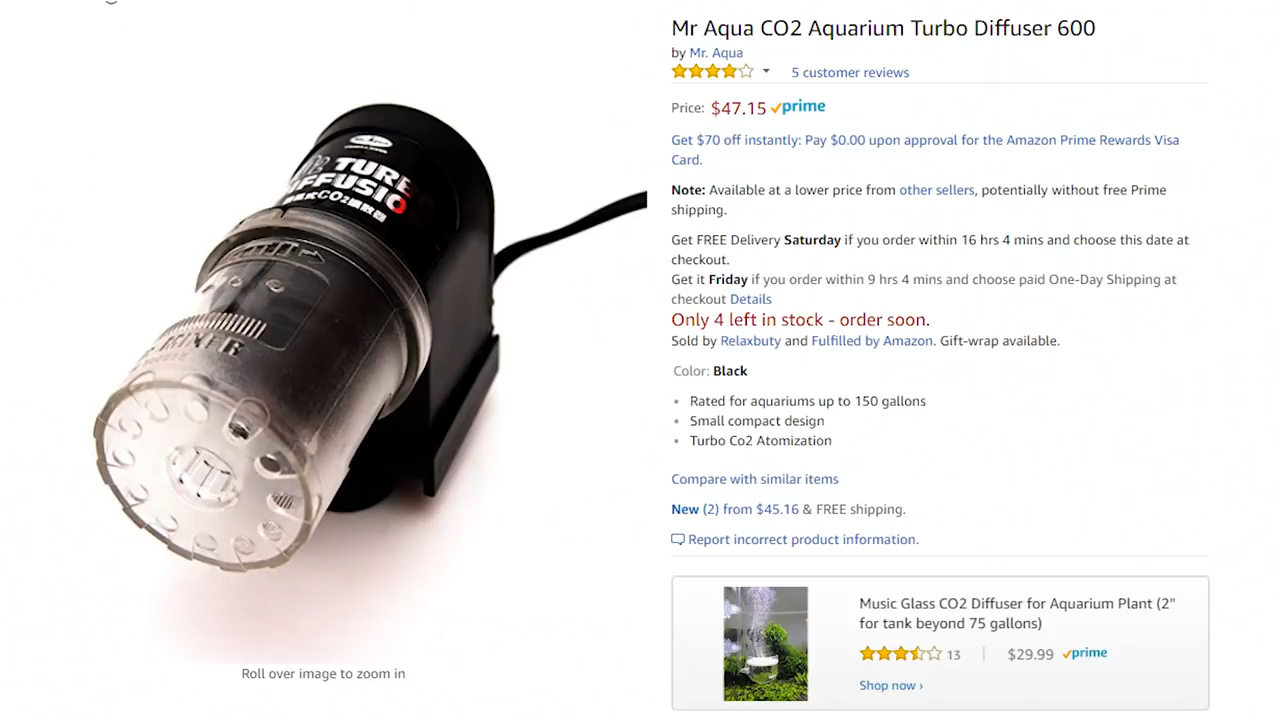 Mr Aqua CO2 Aquarium Turbo Diffuser 600
by Mr. Aqua
5 customer reviews
Price: $47.15 prime
Get $70 off instantly: Pay $0.00 upon approval for the Amazon Prime Rewards Visa
Card.
Note: Available at a lower price from other sellers, potentially without free Prime
shipping.
Get FREE Delivery Saturday if you order within 16 hrs 4 mins and choose this date at
checkout.
Get it Friday if you order within 9 hrs 4 mins and choose paid One-Day Shipping at
checkout Details
Only 4 left in stock - order soon.
Sold by Relaxbuty and Fulfilled by Amazon. Gift-wrap available.
Color: Black
Rated for aquariums up to 150 gallons
Small compact design
Turbo Co2 Atomization
Compare with similar items
New (2) from $45.16 & FREE shipping.
Report incorrect product information.
Music Glass CO2 Diffuser for Aquarium Plant (2"
for tank beyond 75 gallons)
13 | $29.99 prime
Shop now ›
TURB
IFFUSIO
CO2
MIXER
Roll over image to zoom in